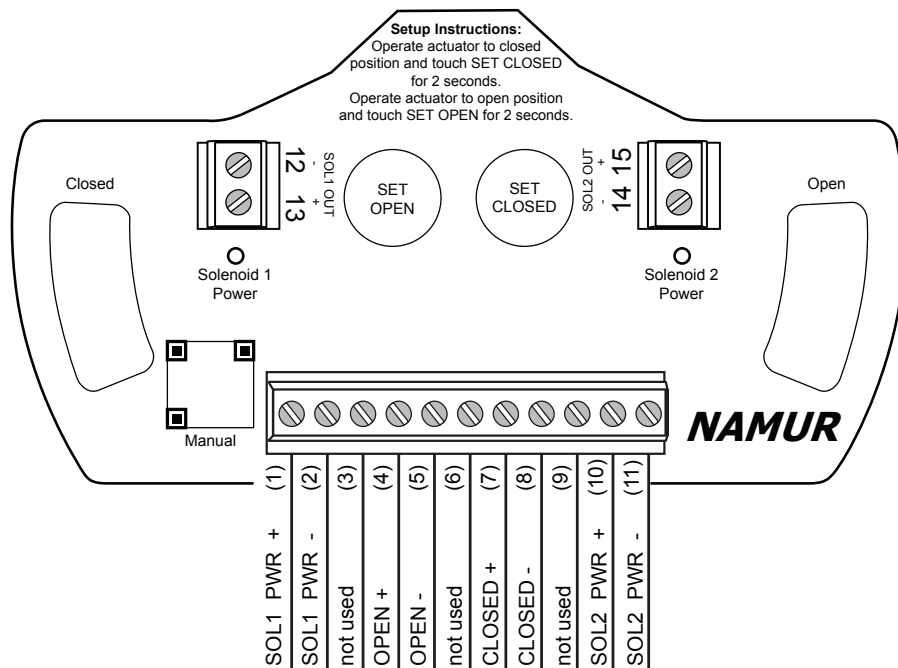 Setup Instructions:
Operate actuator to closed
position and touch SET CLOSED
for 2 seconds.
Operate actuator to open position
and touch SET OPEN for 2 seconds.
Closed
12
-
SOL1 OUT
13
+
SET
OPEN
SET
CLOSED
SOL2 OUT
- +
14 15
Open
Solenoid 1
Power
Solenoid 2
Power
Manual
NAMUR
SOL1 PWR + (1)
SOL1 PWR - (2)
not used (3)
OPEN + (4)
OPEN - (5)
not used (6)
CLOSED + (7)
CLOSED - (8)
not used (9)
SOL2 PWR + (10)
SOL2 PWR - (11)